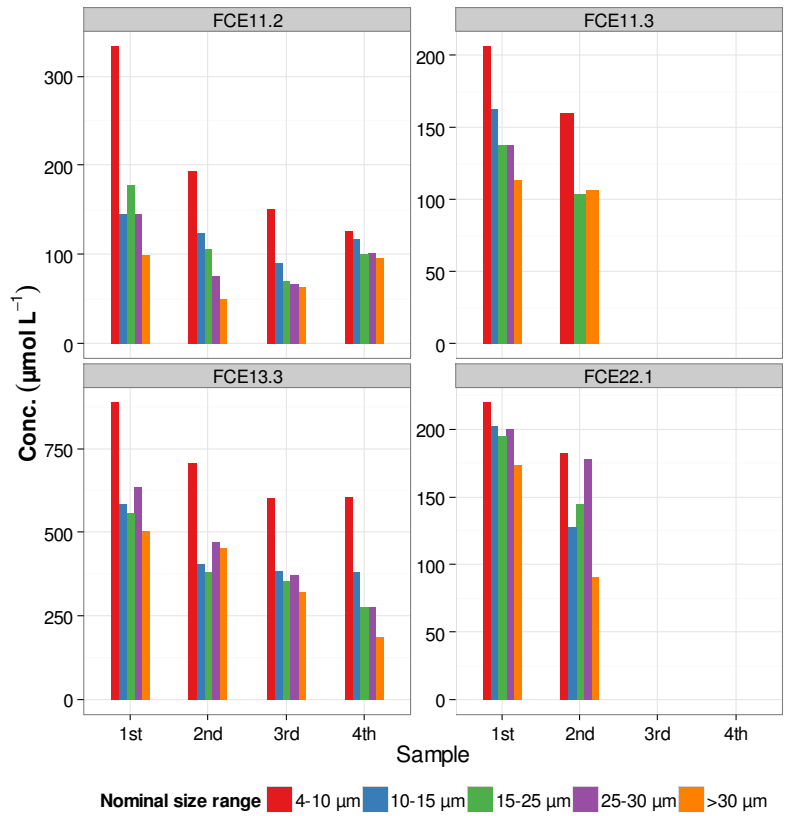 FCE11.2
FCE11.3
300
200
100
0
200
150
100
50
0
Conc. (µmol L⁻¹)
FCE13.3
FCE22.1
750
500
250
0
200
150
100
50
0
1st 2nd 3rd 4th
1st 2nd 3rd 4th
Sample
Nominal size range 4-10 µm 10-15 µm 15-25 µm 25-30 µm >30 µm